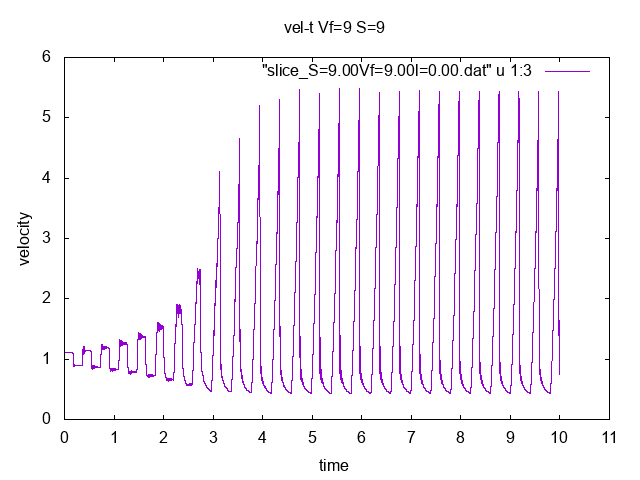 vel-t Vf=9 S=9
"slice_S=9.00Vf=9.00I=0.00.dat" u 1:3
6
5
4
3
2
1
0
velocity
0 1 2 3 4 5 6 7 8 9 10 11
time